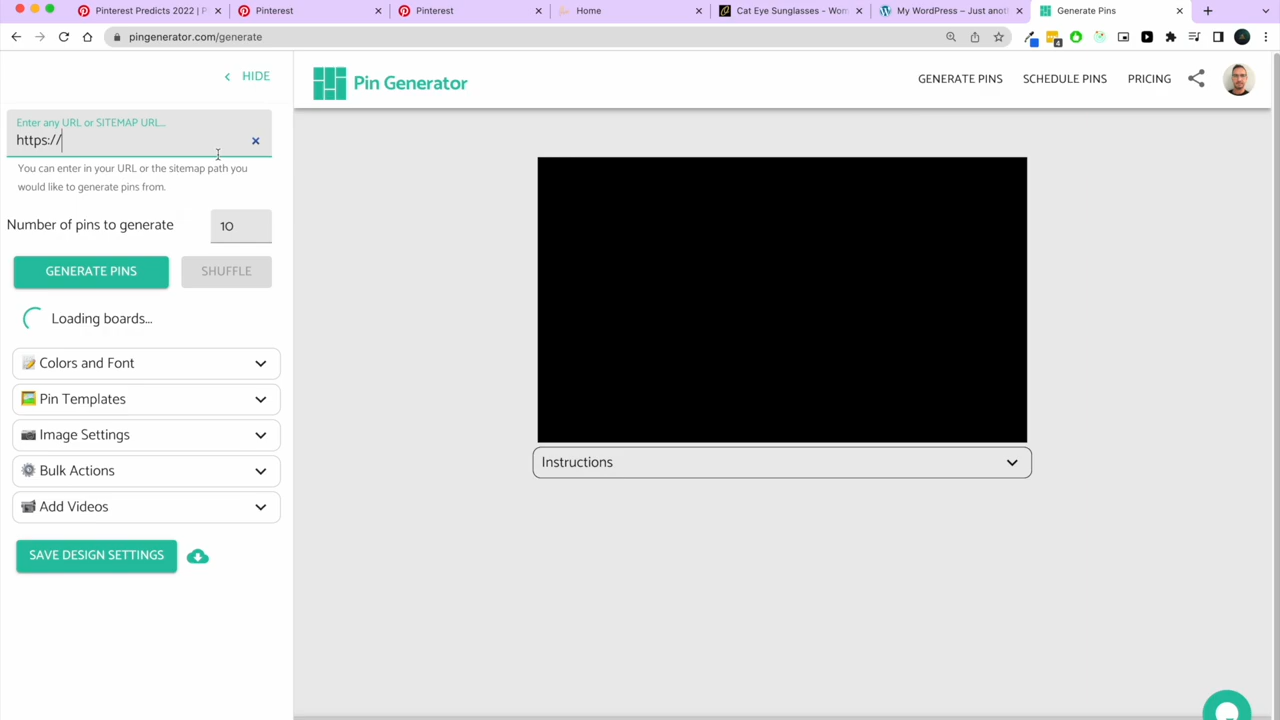 Pinterest Predicts 2022 | P
Pinterest
Pinterest
Home
Cat Eye Sunglasses – Wom
My WordPress – Just anot
Generate Pins
pingenerator.com/generate
4
HIDE
Pin Generator
GENERATE PINS
SCHEDULE PINS
PRICING
Enter any URL or SITEMAP URL...
https://
You can enter in your URL or the sitemap path you
would like to generate pins from.
Number of pins to generate
10
GENERATE PINS
SHUFFLE
Loading boards...
Colors and Font
Pin Templates
Image Settings
Bulk Actions
Add Videos
SAVE DESIGN SETTINGS
Instructions